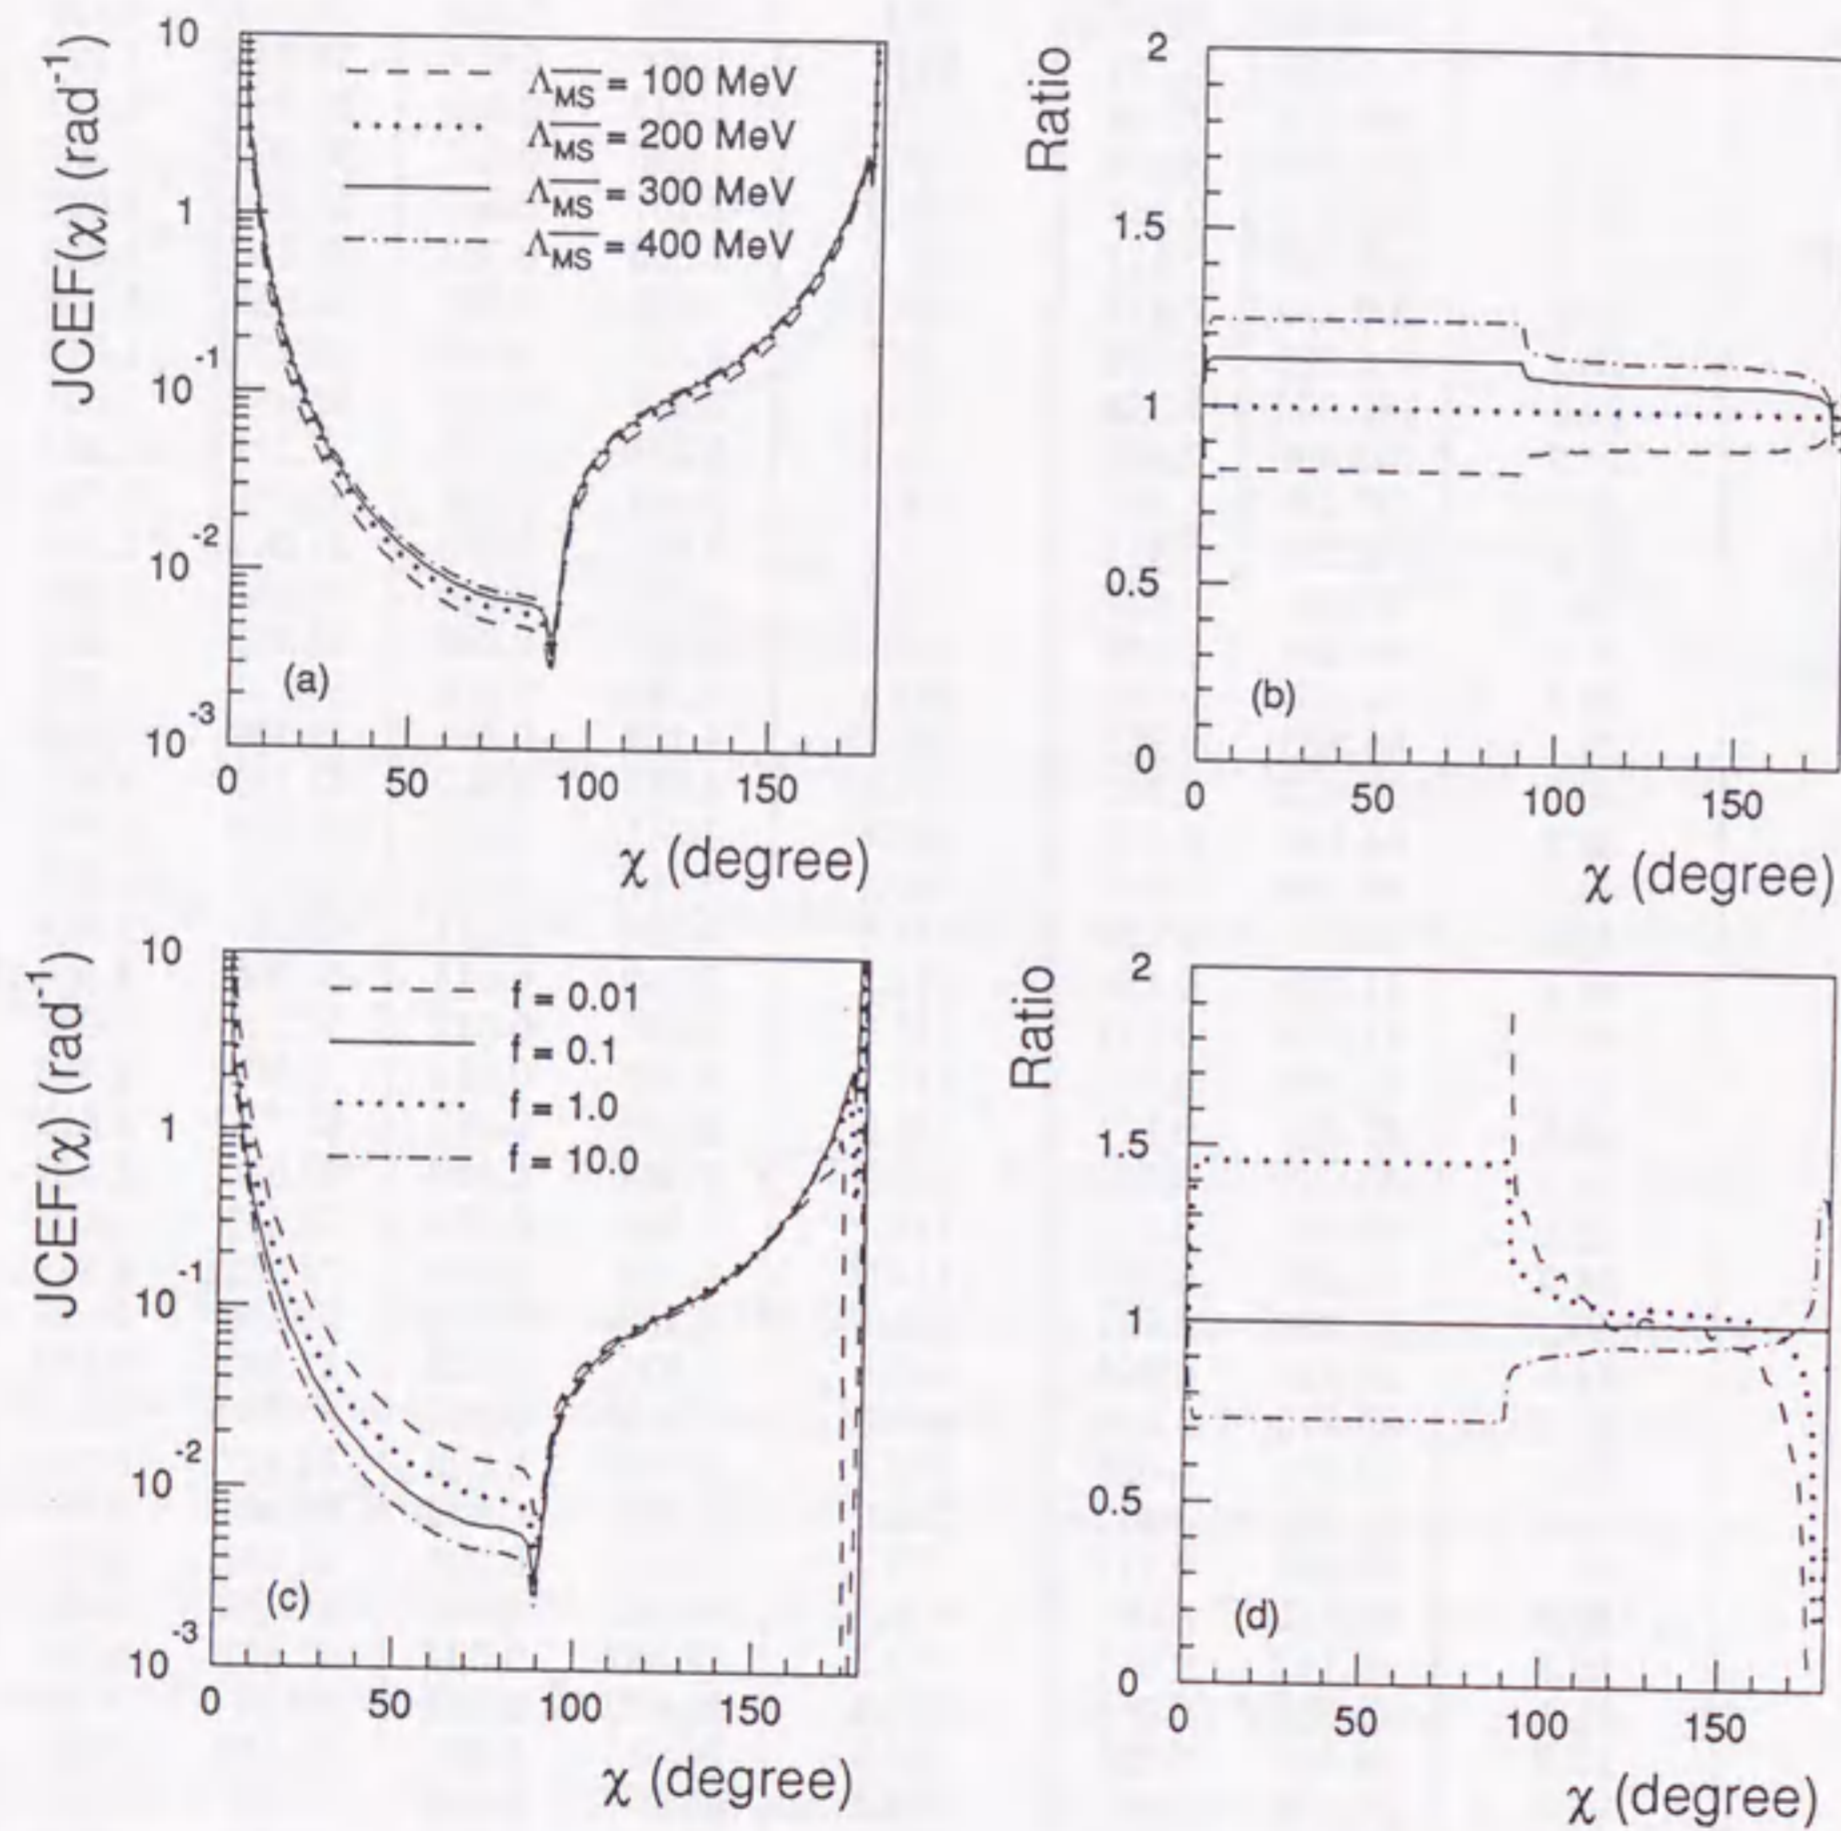 JCEF(χ) (rad⁻¹)
10
1
10⁻¹
10⁻²
10⁻³
Λ_MS̅ = 100 MeV
Λ_MS̅ = 200 MeV
Λ_MS̅ = 300 MeV
Λ_MS̅ = 400 MeV
(a)
0 50 100 150
χ (degree)
Ratio
2
1.5
1
0.5
0
(b)
0 50 100 150
χ (degree)
JCEF(χ) (rad⁻¹)
10
1
10⁻¹
10⁻²
10⁻³
f = 0.01
f = 0.1
f = 1.0
f = 10.0
(c)
0 50 100 150
χ (degree)
Ratio
2
1.5
1
0.5
0
(d)
0 50 100 150
χ (degree)